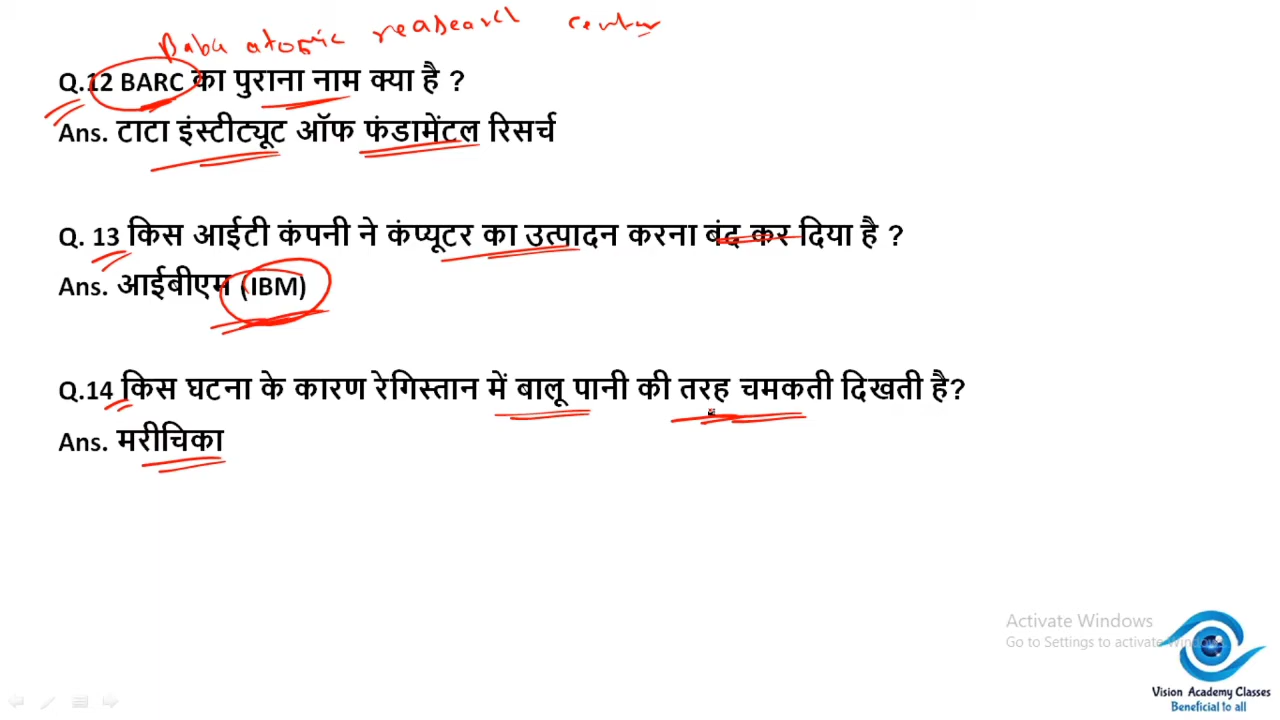 Baba atomic reasearch center
Q.12 BARC का पुराना नाम क्या है ?
Ans. टाटा इंस्टीट्यूट ऑफ फंडामेंटल रिसर्च
Q. 13 किस आईटी कंपनी ने कंप्यूटर का उत्पादन करना बंद कर दिया है ?
Ans. आईबीएम (IBM)
Q.14 किस घटना के कारण रेगिस्तान में बालू पानी की तरह चमकती दिखती है?
Ans. मरीचिका
Activate Windows
Go to Settings to activate Windows.
Vision Academy Classes
Beneficial to all